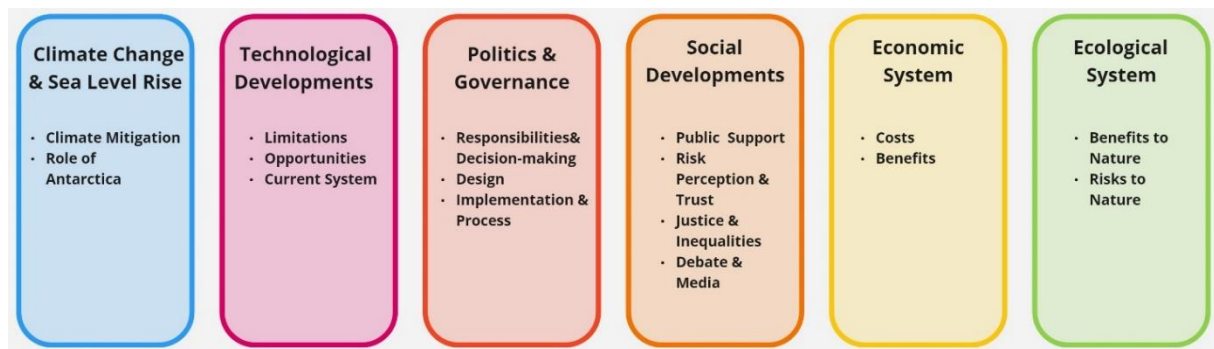 Climate Change
& Sea Level Rise
· Climate Mitigation
· Role of
Antarctica
Technological
Developments
· Limitations
· Opportunities
· Current System
Politics &
Governance
· Responsibilities&
Decision-making
· Design
· Implementation &
Process
Social
Developments
· Public Support
· Risk
Perception &
Trust
· Justice &
Inequalities
· Debate &
Media
Economic
System
· Costs
· Benefits
Ecological
System
· Benefits to
Nature
· Risks to
Nature